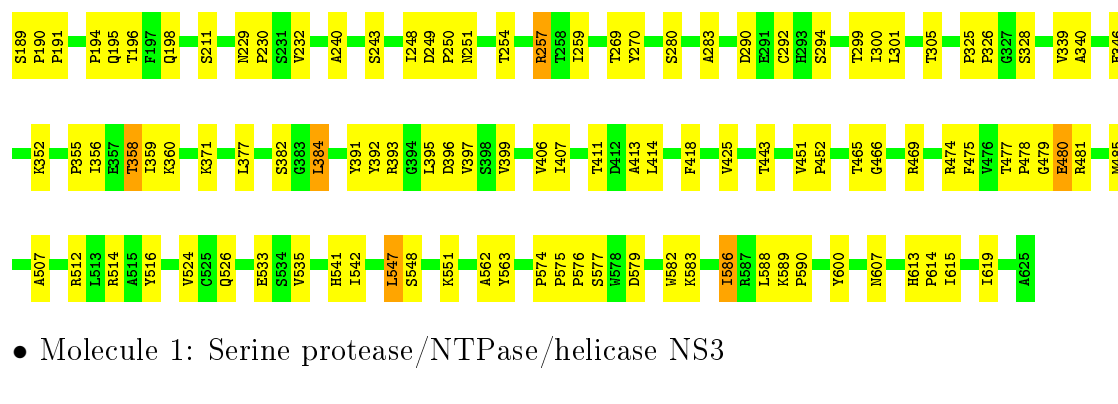 S189 P190 P191 P194 Q195 T196 F197 Q198 S211 N229 P230 S231 V232 A240 S243 I248 D249 P250 N251 T254 R257 T258 I259 T269 Y270 S280 A283 D290 E291 C292 H293 S294 T299 I300 L301 T305 P325 P326 G327 S328 V339 A340
K352 P355 I356 E357 T358 I359 K360 K371 L377 S382 G383 L384 Y391 Y392 R393 G394 L395 D396 V397 S398 V399 V406 I407 T411 D412 A413 L414 F418 V425 T443 V451 P452 T465 G466 R469 R474 F475 V476 T477 P478 G479 E480 R481
A507 R512 L513 R514 A515 Y516 V524 C525 Q526 E533 S534 V535 H541 I542 L547 S548 K551 A562 Y563 P574 P575 P576 S577 W578 D579 W582 K583 I586 R587 L588 K589 P590 Y600 N607 H613 P614 I615 I619 A625
• Molecule 1: Serine protease/NTPase/helicase NS3